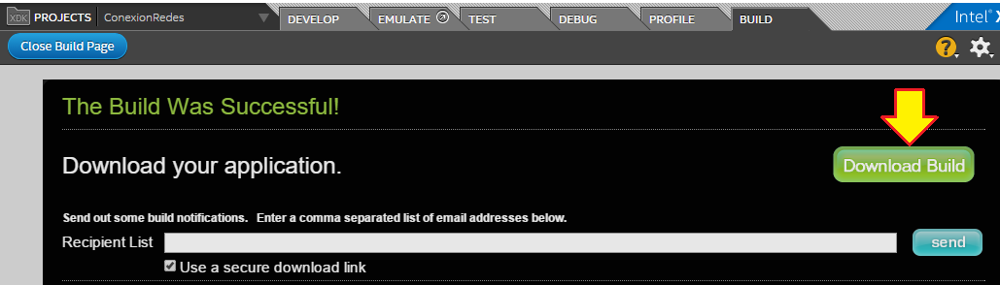 XDK PROJECTS ConexionRedes DEVELOP EMULATE TEST DEBUG PROFILE BUILD Intel® X
Close Build Page ?
The Build Was Successful!
Download your application. Download Build
Send out some build notifications. Enter a comma separated list of email addresses below.
Recipient List send
Use a secure download link